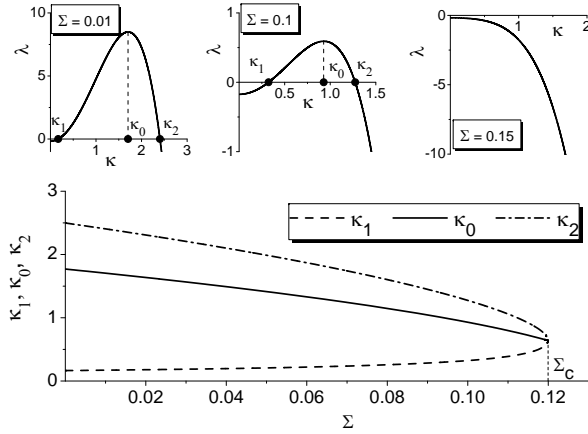 Σ = 0.01
λ
10
5
0
κ₁
κ₀
κ₂
1
2
3
κ
Σ = 0.1
λ
1
0
-1
κ₁
κ₀
κ₂
0.5
1.0
1.5
κ
Σ = 0.15
λ
0
-5
-10
1
2
κ
κ₁, κ₀, κ₂
3
2
1
0
κ₁
κ₀
κ₂
Σc
0.02
0.04
0.06
0.08
0.10
0.12
Σ